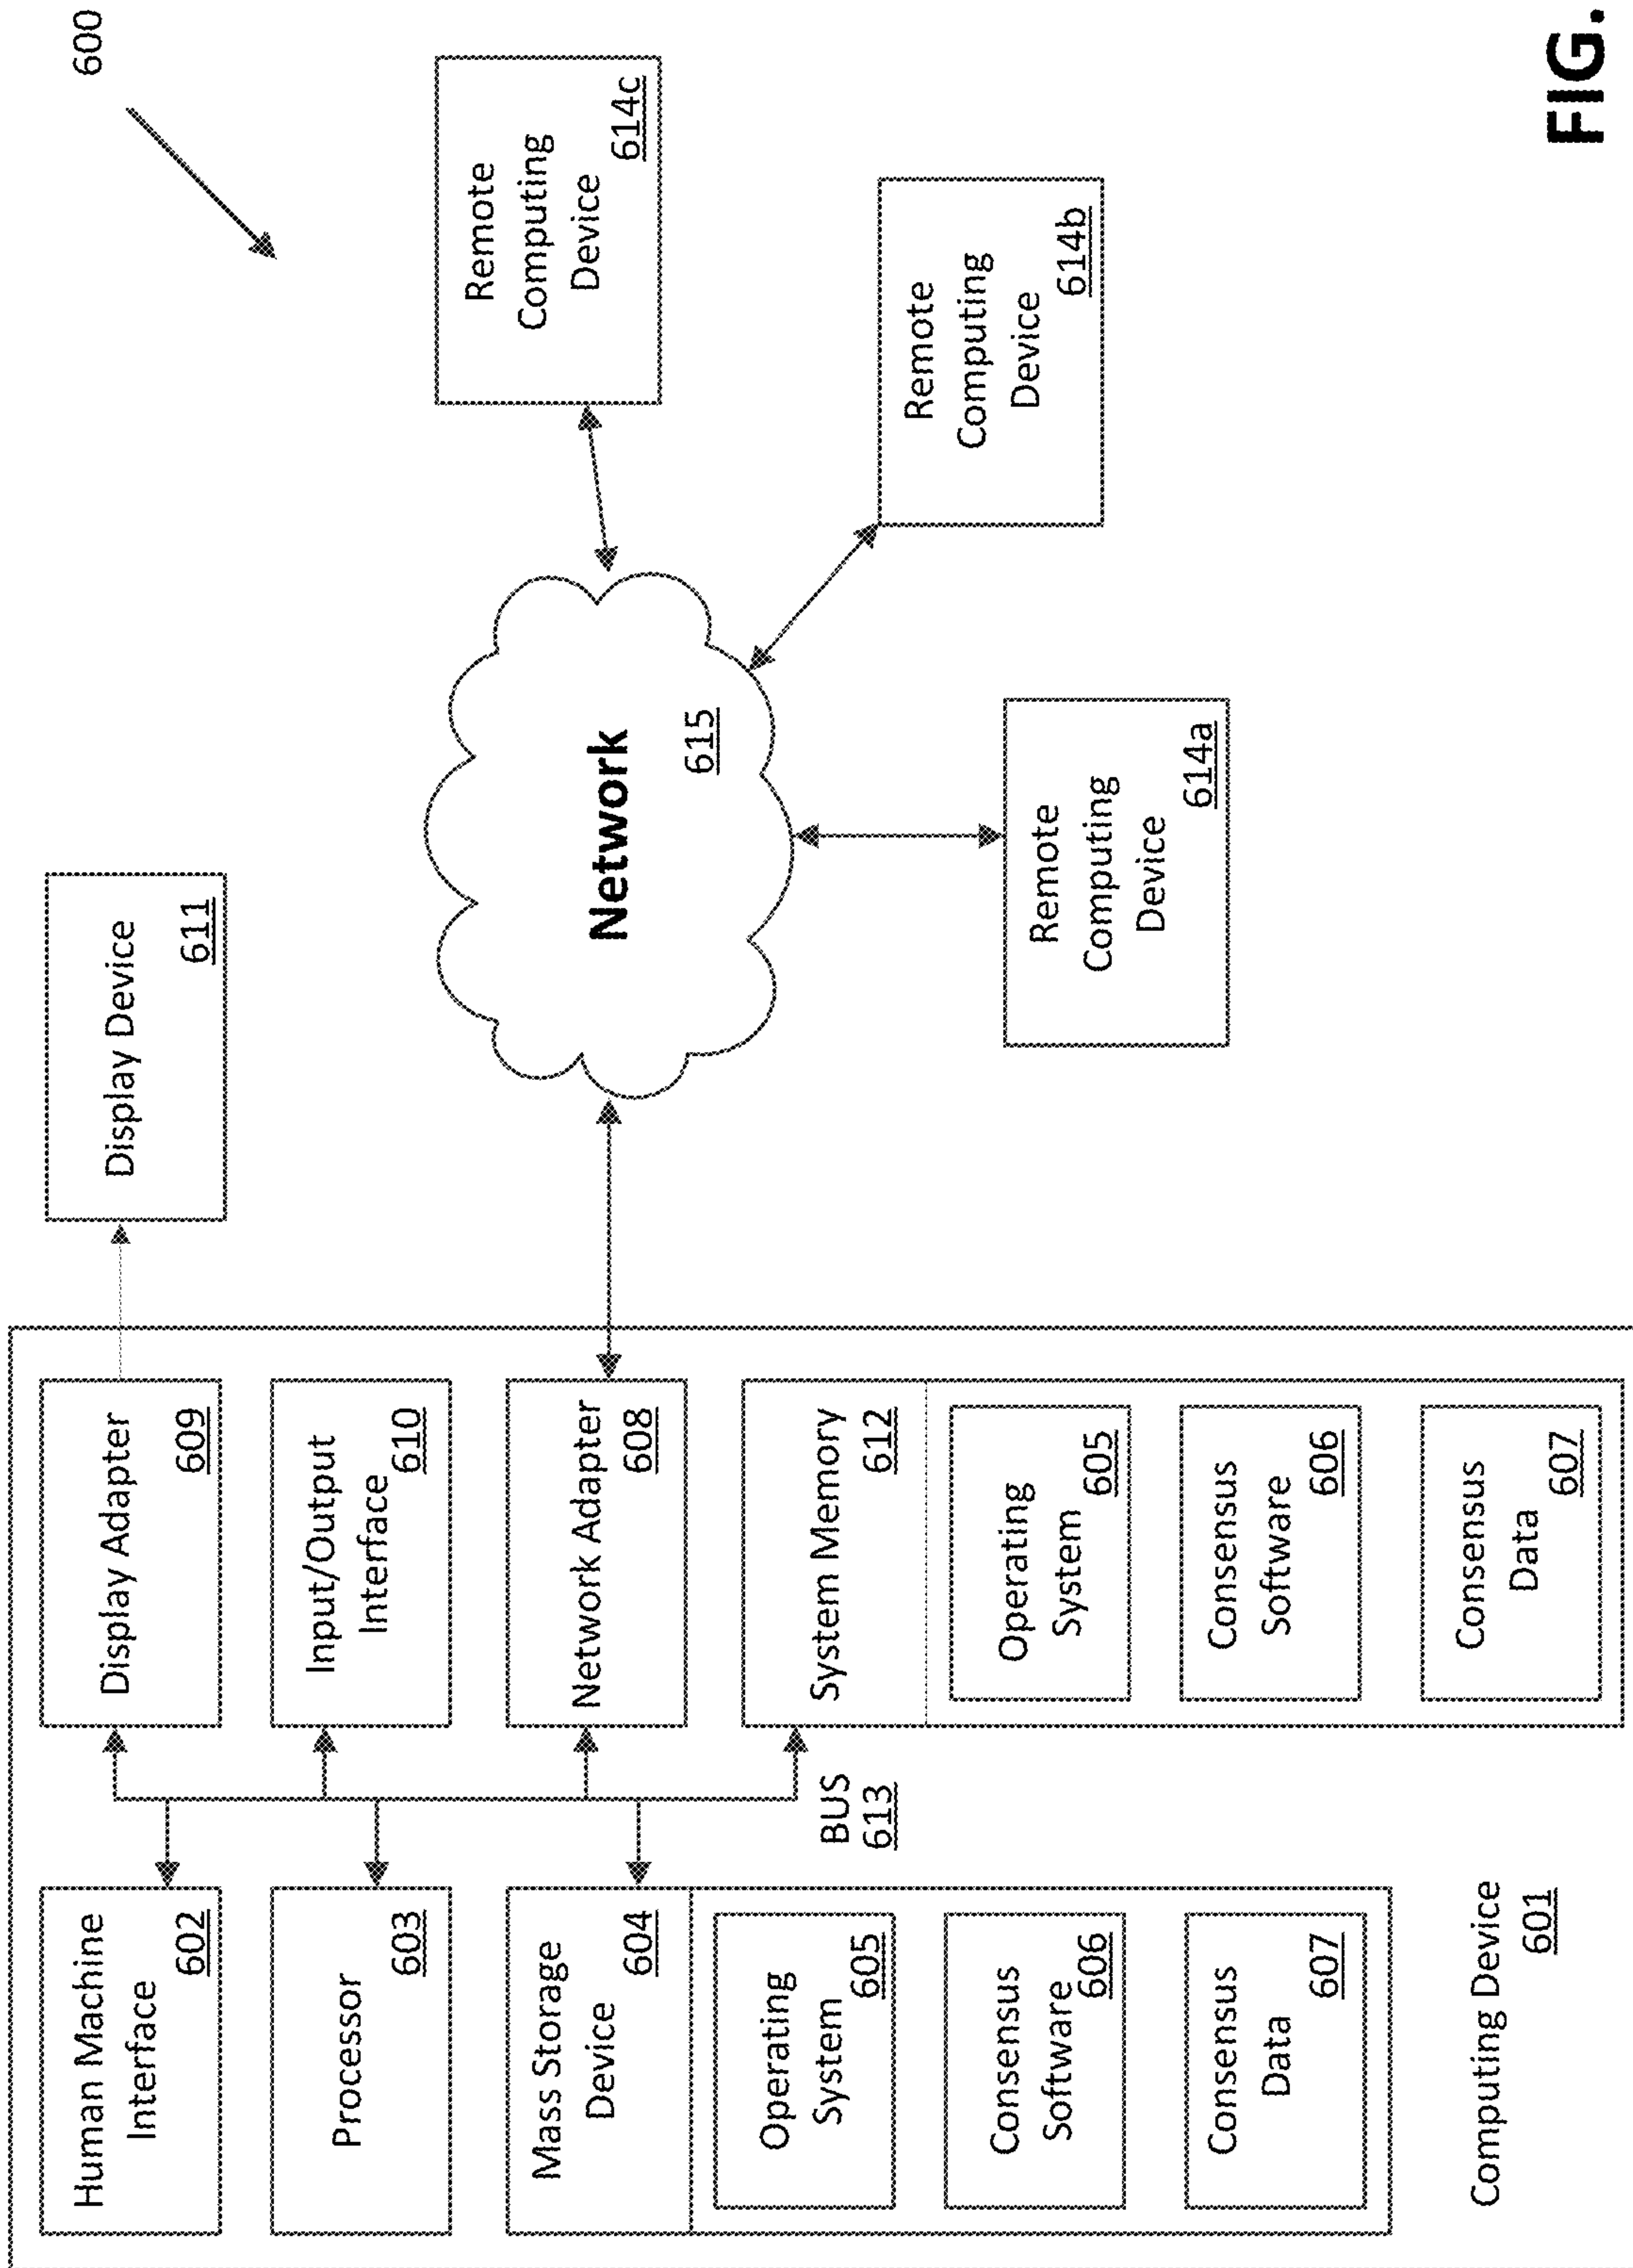 600
Human Machine
Interface
602
Processor
603
Mass Storage
Device
604
Operating
System
605
Consensus
Software
606
Consensus
Data
607
BUS
613
Computing Device
601
Display Adapter
609
Input/Output
Interface
610
Network Adapter
608
System Memory
612
Operating
System
605
Consensus
Software
606
Consensus
Data
607
Display Device
611
Network
615
Remote
Computing
Device
614a
Remote
Computing
Device
614b
Remote
Computing
Device
614c
FIG.